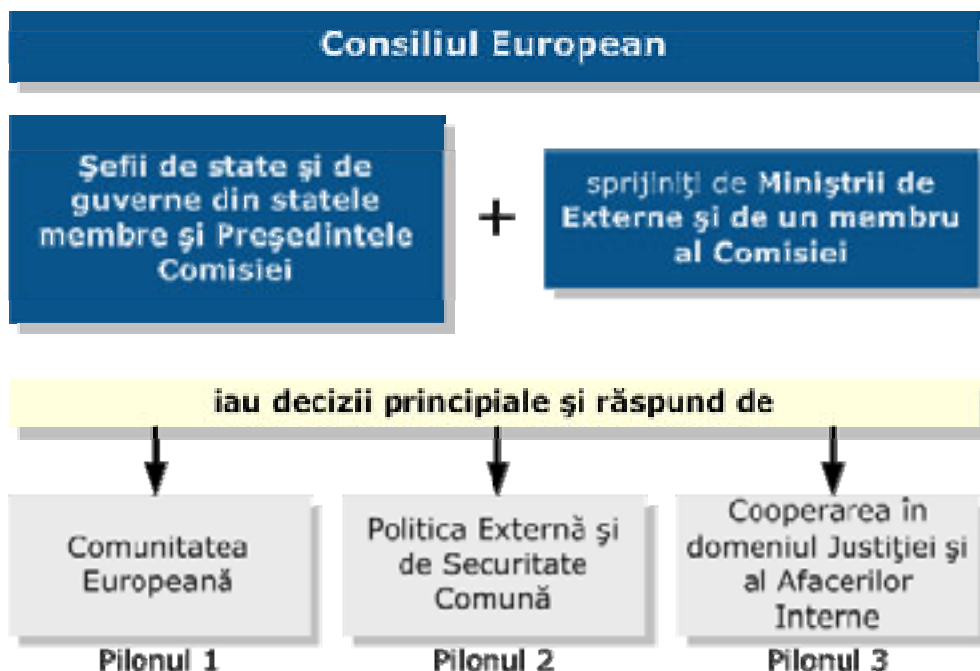 Consiliul European
Şefii de state şi de
guverne din statele
membre şi Preşedintele
Comisiei
+
sprijiniţi de Miniştrii de
Externe şi de un membru
al Comisiei
iau decizii principiale şi răspund de
Comunitatea
Europeană
Politica Externă şi
de Securitate
Comună
Cooperarea în
domeniul Justiţiei şi
al Afacerilor
Interne
Pilonul 1
Pilonul 2
Pilonul 3